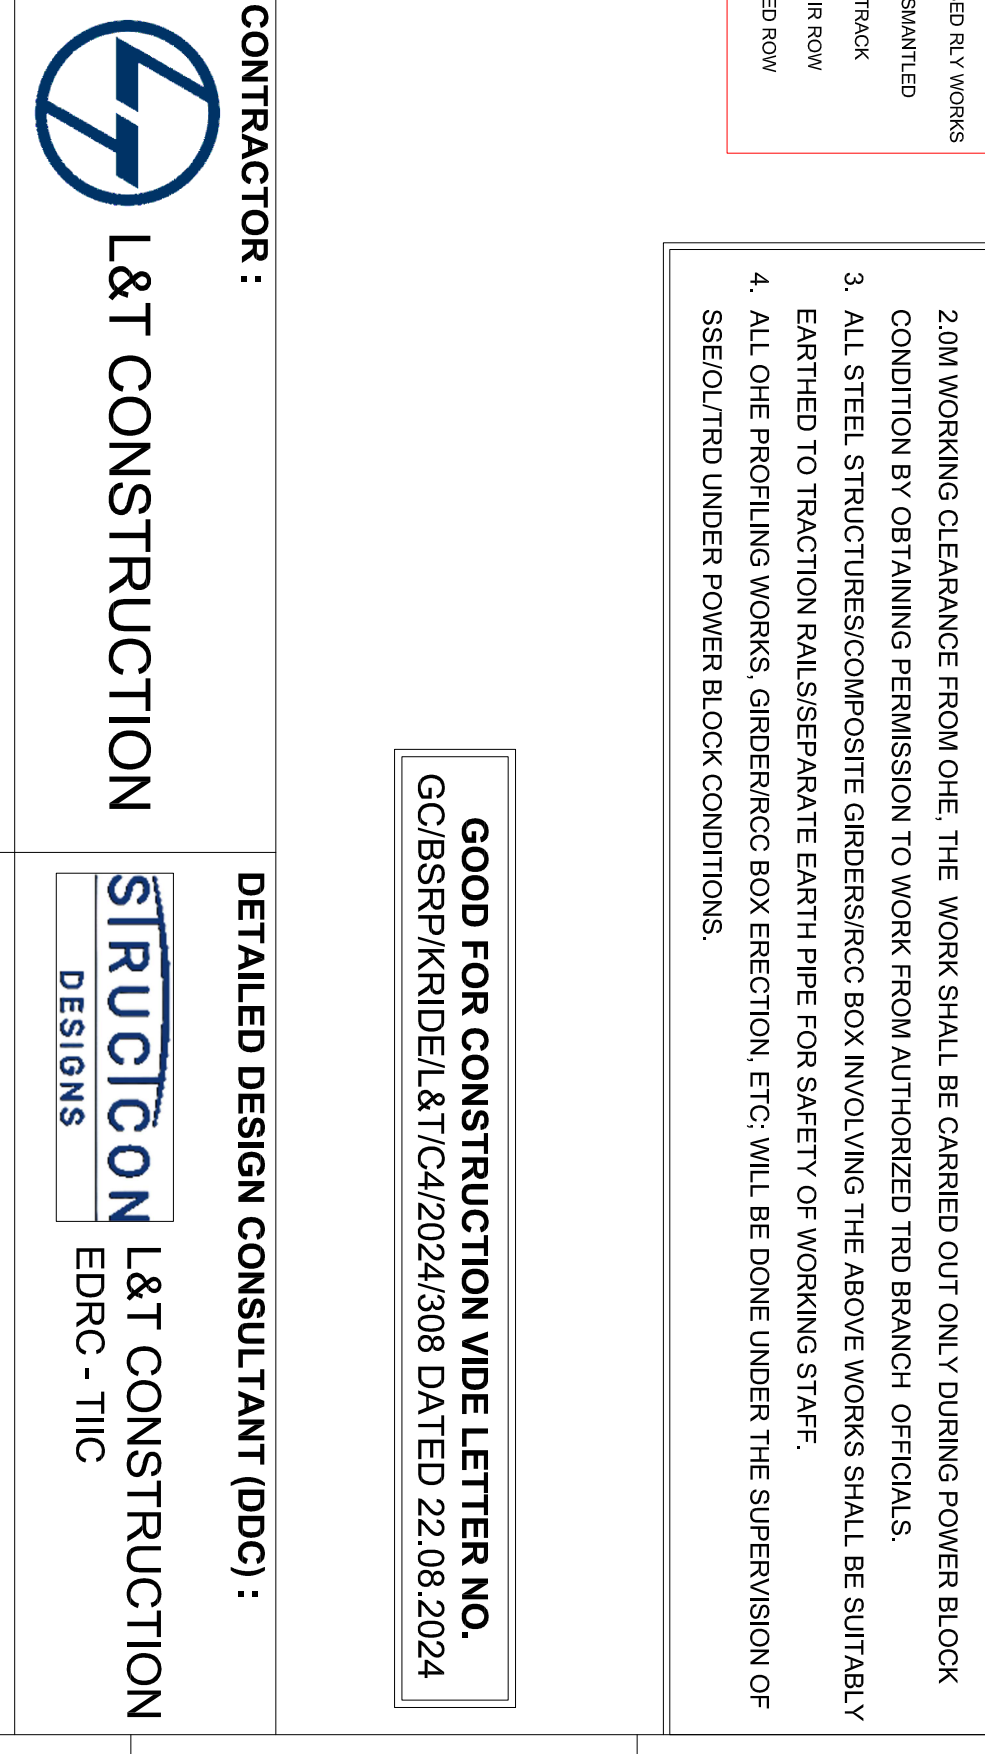 ED RLY WORKS
SMANTLED
TRACK
IR ROW
ED ROW
2.0M WORKING CLEARANCE FROM OHE, THE WORK SHALL BE CARRIED OUT ONLY DURING POWER BLOCK
CONDITION BY OBTAINING PERMISSION TO WORK FROM AUTHORIZED TRD BRANCH OFFICIALS.
3. ALL STEEL STRUCTURES/COMPOSITE GIRDERS/RCC BOX INVOLVING THE ABOVE WORKS SHALL BE SUITABLY
EARTHED TO TRACTION RAILS/SEPARATE EARTH PIPE FOR SAFETY OF WORKING STAFF.
4. ALL OHE PROFILING WORKS, GIRDER/RCC BOX ERECTION, ETC; WILL BE DONE UNDER THE SUPERVISION OF
SSE/OL/TRD UNDER POWER BLOCK CONDITIONS.
GOOD FOR CONSTRUCTION VIDE LETTER NO.
GC/BSRP/KRIDE/L&T/C4/2024/308 DATED 22.08.2024
CONTRACTOR :
L&T CONSTRUCTION
DETAILED DESIGN CONSULTANT (DDC) :
STRUCTCON
DESIGNS
L&T CONSTRUCTION
EDRC - TIIC